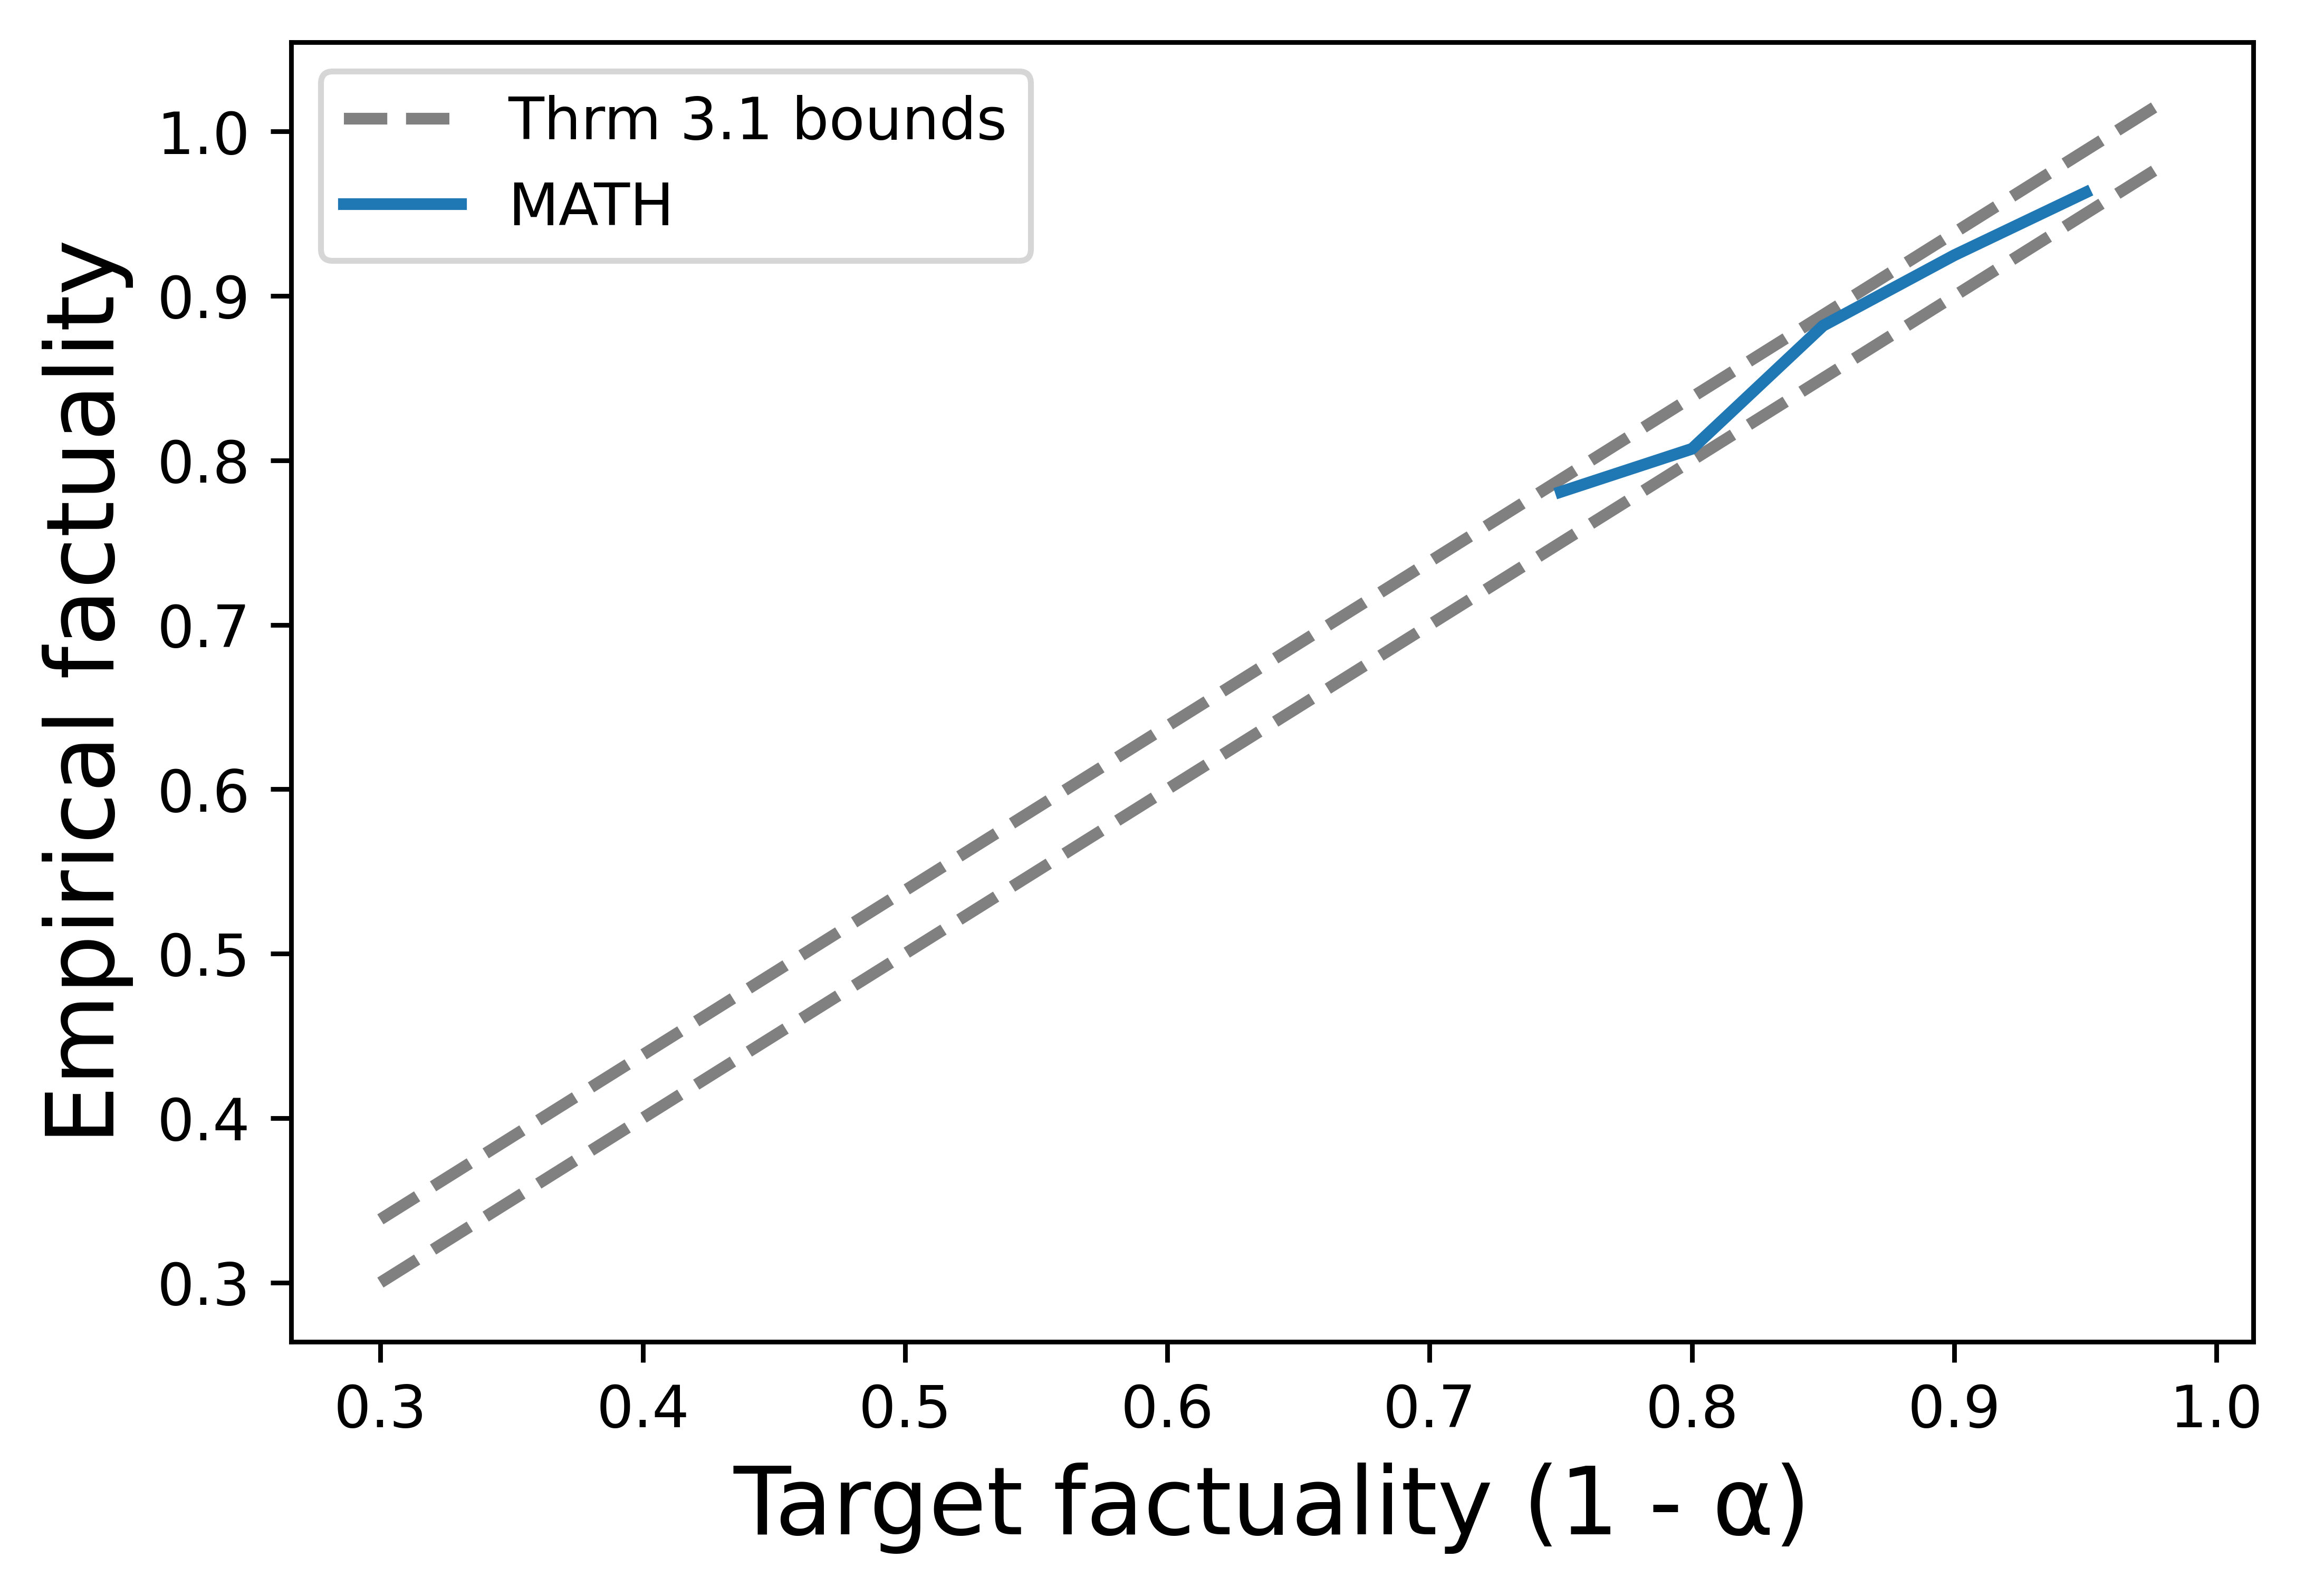 Thrm 3.1 bounds
MATH
Empirical factuality
1.0
0.9
0.8
0.7
0.6
0.5
0.4
0.3
0.3 0.4 0.5 0.6 0.7 0.8 0.9 1.0
Target factuality (1 - α)